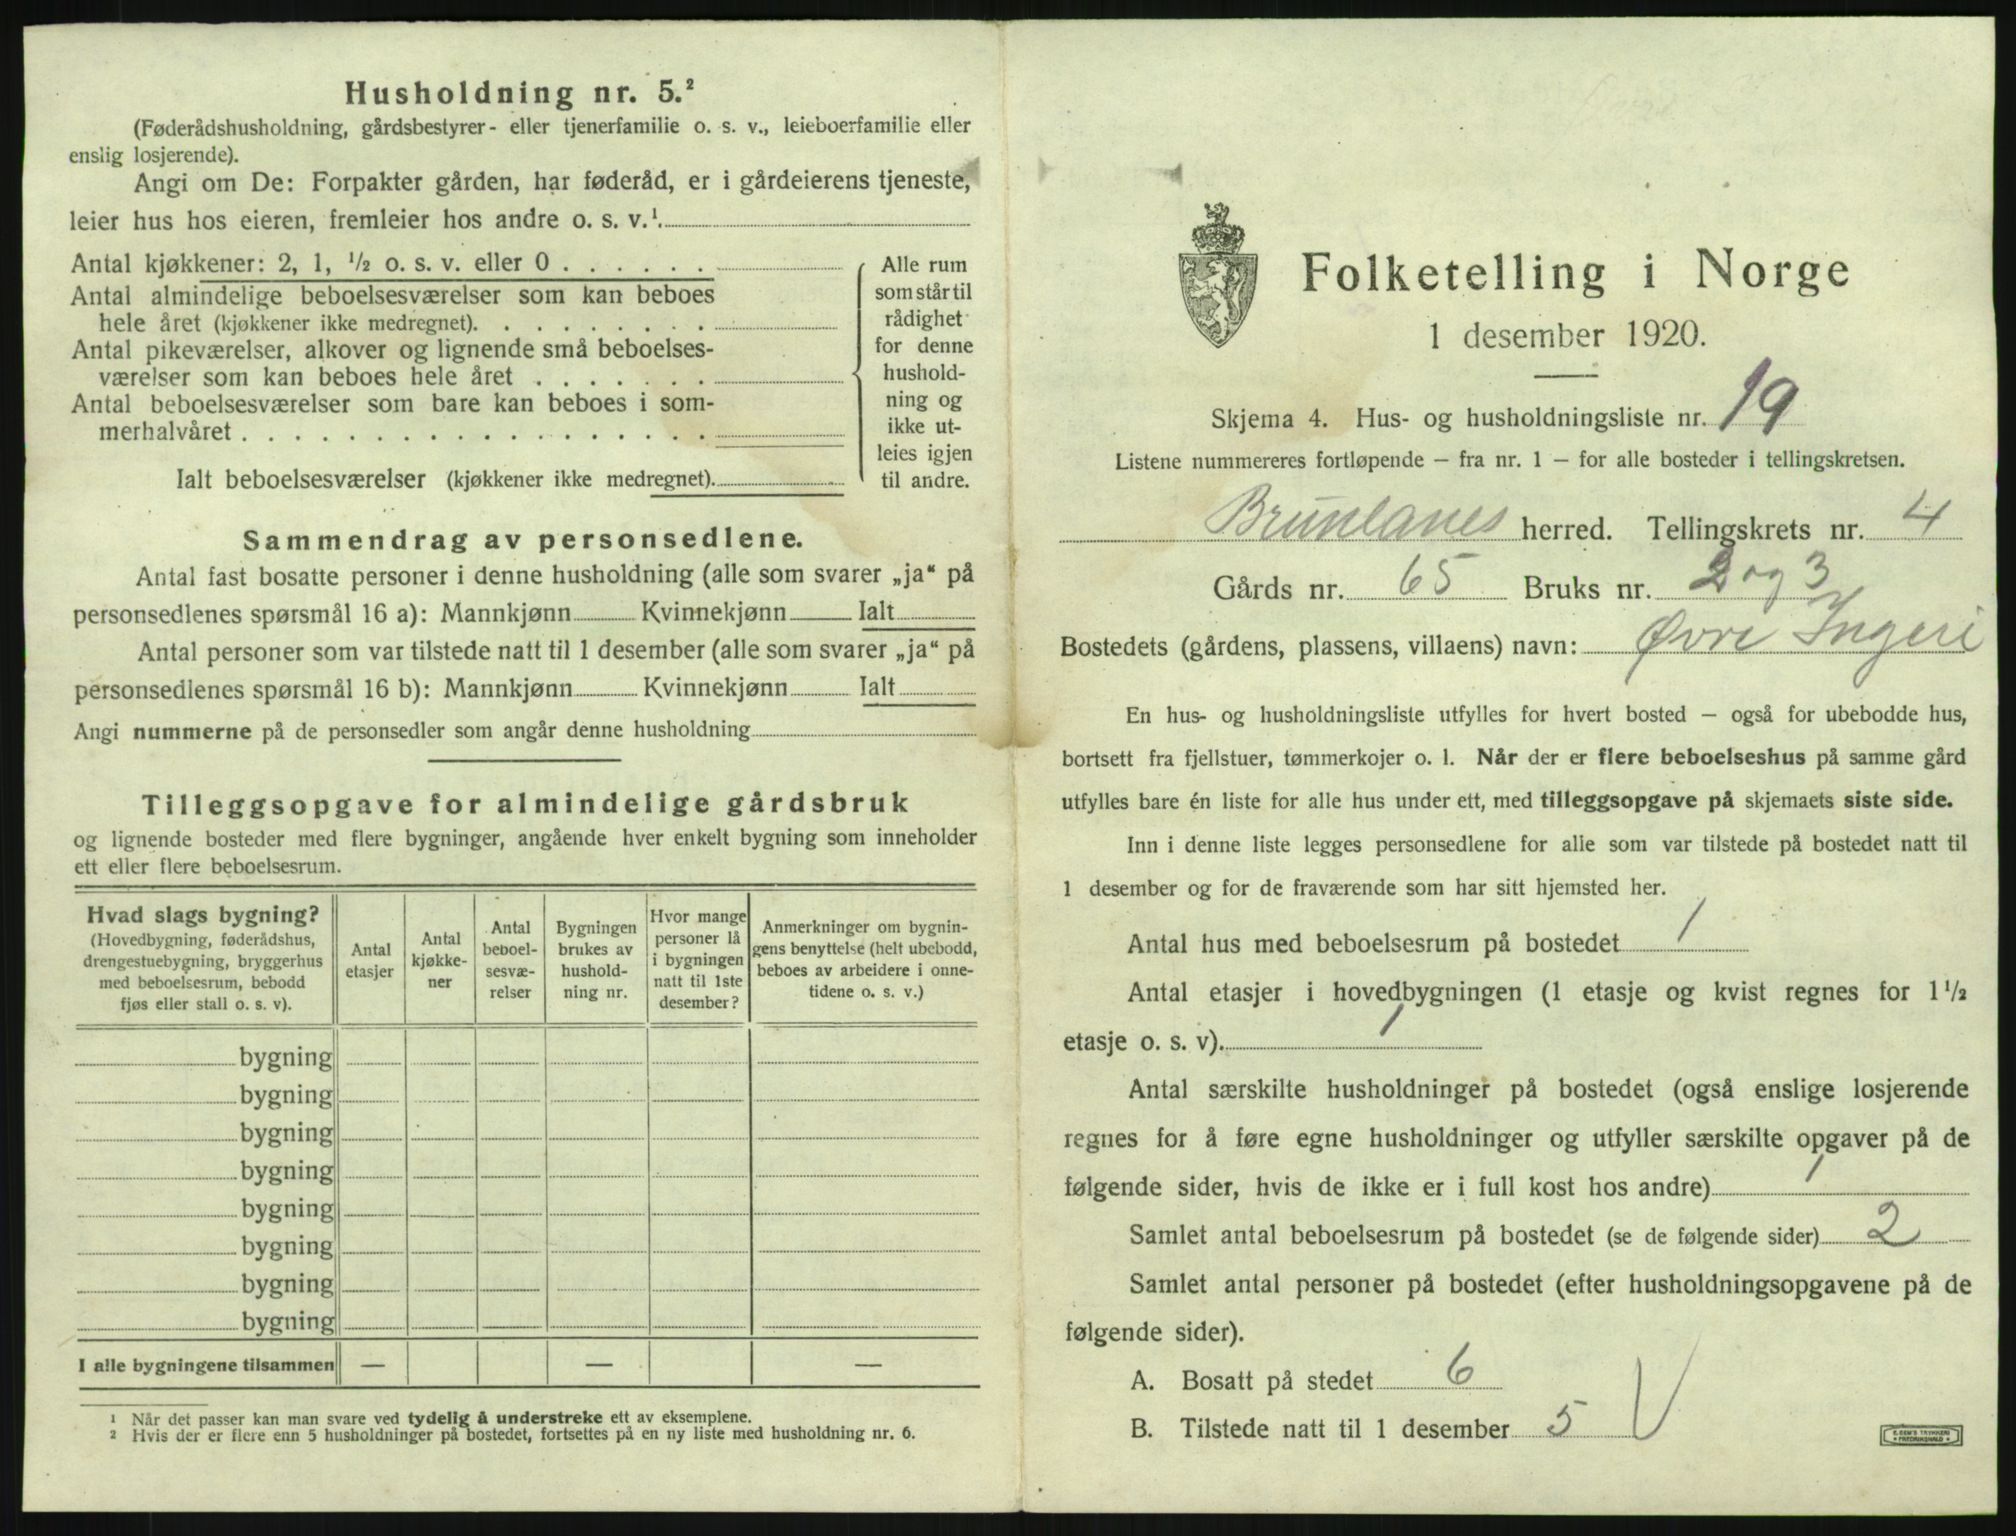 Husholdning nr. 5.²
(Føderådshusholdning, gårdsbestyrer- eller tjenerfamilie o. s. v., leieboerfamilie eller
enslig losjerende).
Angi om De: Forpakter gården, har føderåd, er i gårdeierens tjeneste,
leier hus hos eieren, fremleier hos andre o. s. v.¹.
Antal kjøkkener: 2, 1, ½ o. s. v. eller 0 . . . . . .
Antal almindelige beboelsesværelser som kan beboes
hele året (kjøkkener ikke medregnet). . . . . . . . .
Antal pikeværelser, alkover og lignende små beboelses-
værelser som kan beboes hele året . . . . . . .
Antal beboelsesværelser som bare kan beboes i som-
merhalvåret . . . . . . . . . . . . . . . . . .
Ialt beboelsesværelser (kjøkkener ikke medregnet).
Alle rum
som står til
rådighet
for denne
hushold-
ning og
ikke ut-
leies igjen
til andre.
Sammendrag av personsedlene.
Antal fast bosatte personer i denne husholdning (alle som svarer „ja“ på
personsedlenes spørsmål 16 a): Mannkjønn Kvinnekjønn Ialt
Antal personer som var tilstede natt til 1 desember (alle som svarer „ja“ på
personsedlenes spørsmål 16 b): Mannkjønn Kvinnekjønn Ialt
Angi nummerne på de personsedler som angår denne husholdning
Tilleggsopgave for almindelige gårdsbruk
og lignende bosteder med flere bygninger, angående hver enkelt bygning som inneholder
ett eller flere beboelsesrum.
Hvad slags bygning?
(Hovedbygning, føderådshus,
drengestuebygning, bryggerhus
med beboelsesrum, bebodd
fjøs eller stall o. s. v).
Antal
etasjer
Antal
kjøkke-
ner
Antal
beboel-
sesvæ-
relser
Bygningen
brukes av
hushold-
ning nr.
Hvor mange
personer lå
i bygningen
natt til 1ste
desember?
Anmerkninger om bygnin-
gens benyttelse (helt ubebodd,
beboes av arbeidere i onne-
tidene o. s. v.)
bygning
bygning
bygning
bygning
bygning
bygning
bygning
bygning
I alle bygningene tilsammen — — —
¹ Når det passer kan man svare ved tydelig å understreke ett av eksemplene.
² Hvis der er flere enn 5 husholdninger på bostedet, fortsettes på en ny liste med husholdning nr. 6.
Folketelling i Norge
1 desember 1920.
Skjema 4. Hus- og husholdningsliste nr. 19
Listene nummereres fortløpende – fra nr. 1 – for alle bosteder i tellingskretsen.
Brunlanes herred. Tellingskrets nr. 4
Gårds nr. 65 Bruks nr. 2 og 3
Bostedets (gårdens, plassens, villaens) navn: Øvre Ingeri
En hus- og husholdningsliste utfylles for hvert bosted – også for ubebodde hus,
bortsett fra fjellstuer, tømmerkojer o. l. Når der er flere beboelseshus på samme gård
utfylles bare én liste for alle hus under ett, med tilleggsopgave på skjemaets siste side.
Inn i denne liste legges personsedlene for alle som var tilstede på bostedet natt til
1 desember og for de fraværende som har sitt hjemsted her.
Antal hus med beboelsesrum på bostedet 1
Antal etasjer i hovedbygningen (1 etasje og kvist regnes for 1½
etasje o. s. v). 1
Antal særskilte husholdninger på bostedet (også enslige losjerende
regnes for å føre egne husholdninger og utfyller særskilte opgaver på de
følgende sider, hvis de ikke er i full kost hos andre) 1
Samlet antal beboelsesrum på bostedet (se de følgende sider) 2
Samlet antal personer på bostedet (efter husholdningsopgavene på de
følgende sider).
A. Bosatt på stedet 6
B. Tilstede natt til 1 desember 5 V